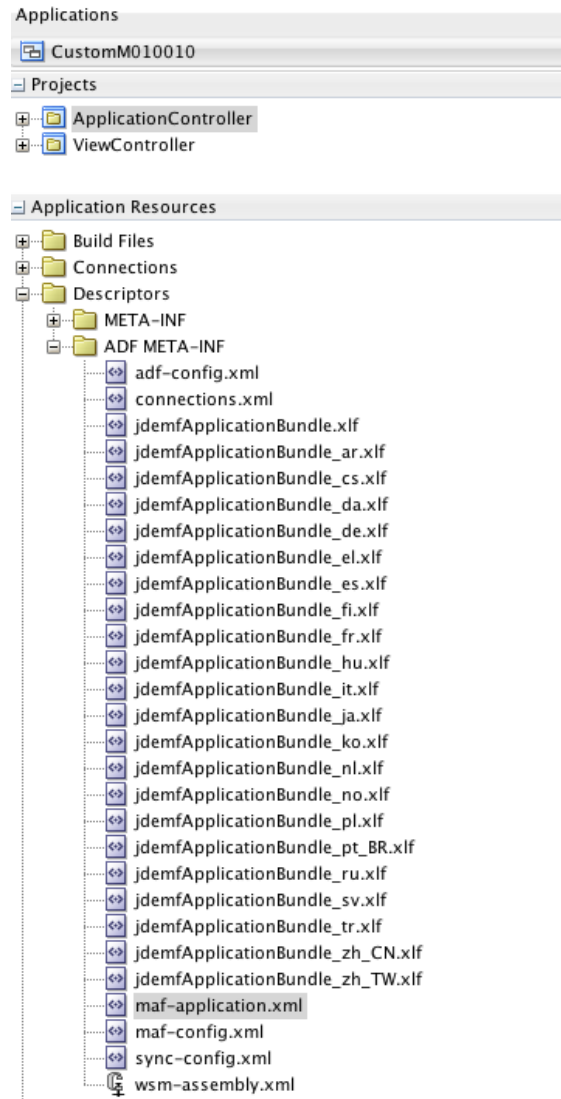 Applications
CustomM010010
Projects
ApplicationController
ViewController
Application Resources
Build Files
Connections
Descriptors
META-INF
ADF META-INF
adf-config.xml
connections.xml
jdemfApplicationBundle.xlf
jdemfApplicationBundle_ar.xlf
jdemfApplicationBundle_cs.xlf
jdemfApplicationBundle_da.xlf
jdemfApplicationBundle_de.xlf
jdemfApplicationBundle_el.xlf
jdemfApplicationBundle_es.xlf
jdemfApplicationBundle_fi.xlf
jdemfApplicationBundle_fr.xlf
jdemfApplicationBundle_hu.xlf
jdemfApplicationBundle_it.xlf
jdemfApplicationBundle_ja.xlf
jdemfApplicationBundle_ko.xlf
jdemfApplicationBundle_nl.xlf
jdemfApplicationBundle_no.xlf
jdemfApplicationBundle_pl.xlf
jdemfApplicationBundle_pt_BR.xlf
jdemfApplicationBundle_ru.xlf
jdemfApplicationBundle_sv.xlf
jdemfApplicationBundle_tr.xlf
jdemfApplicationBundle_zh_CN.xlf
jdemfApplicationBundle_zh_TW.xlf
maf-application.xml
maf-config.xml
sync-config.xml
wsm-assembly.xml